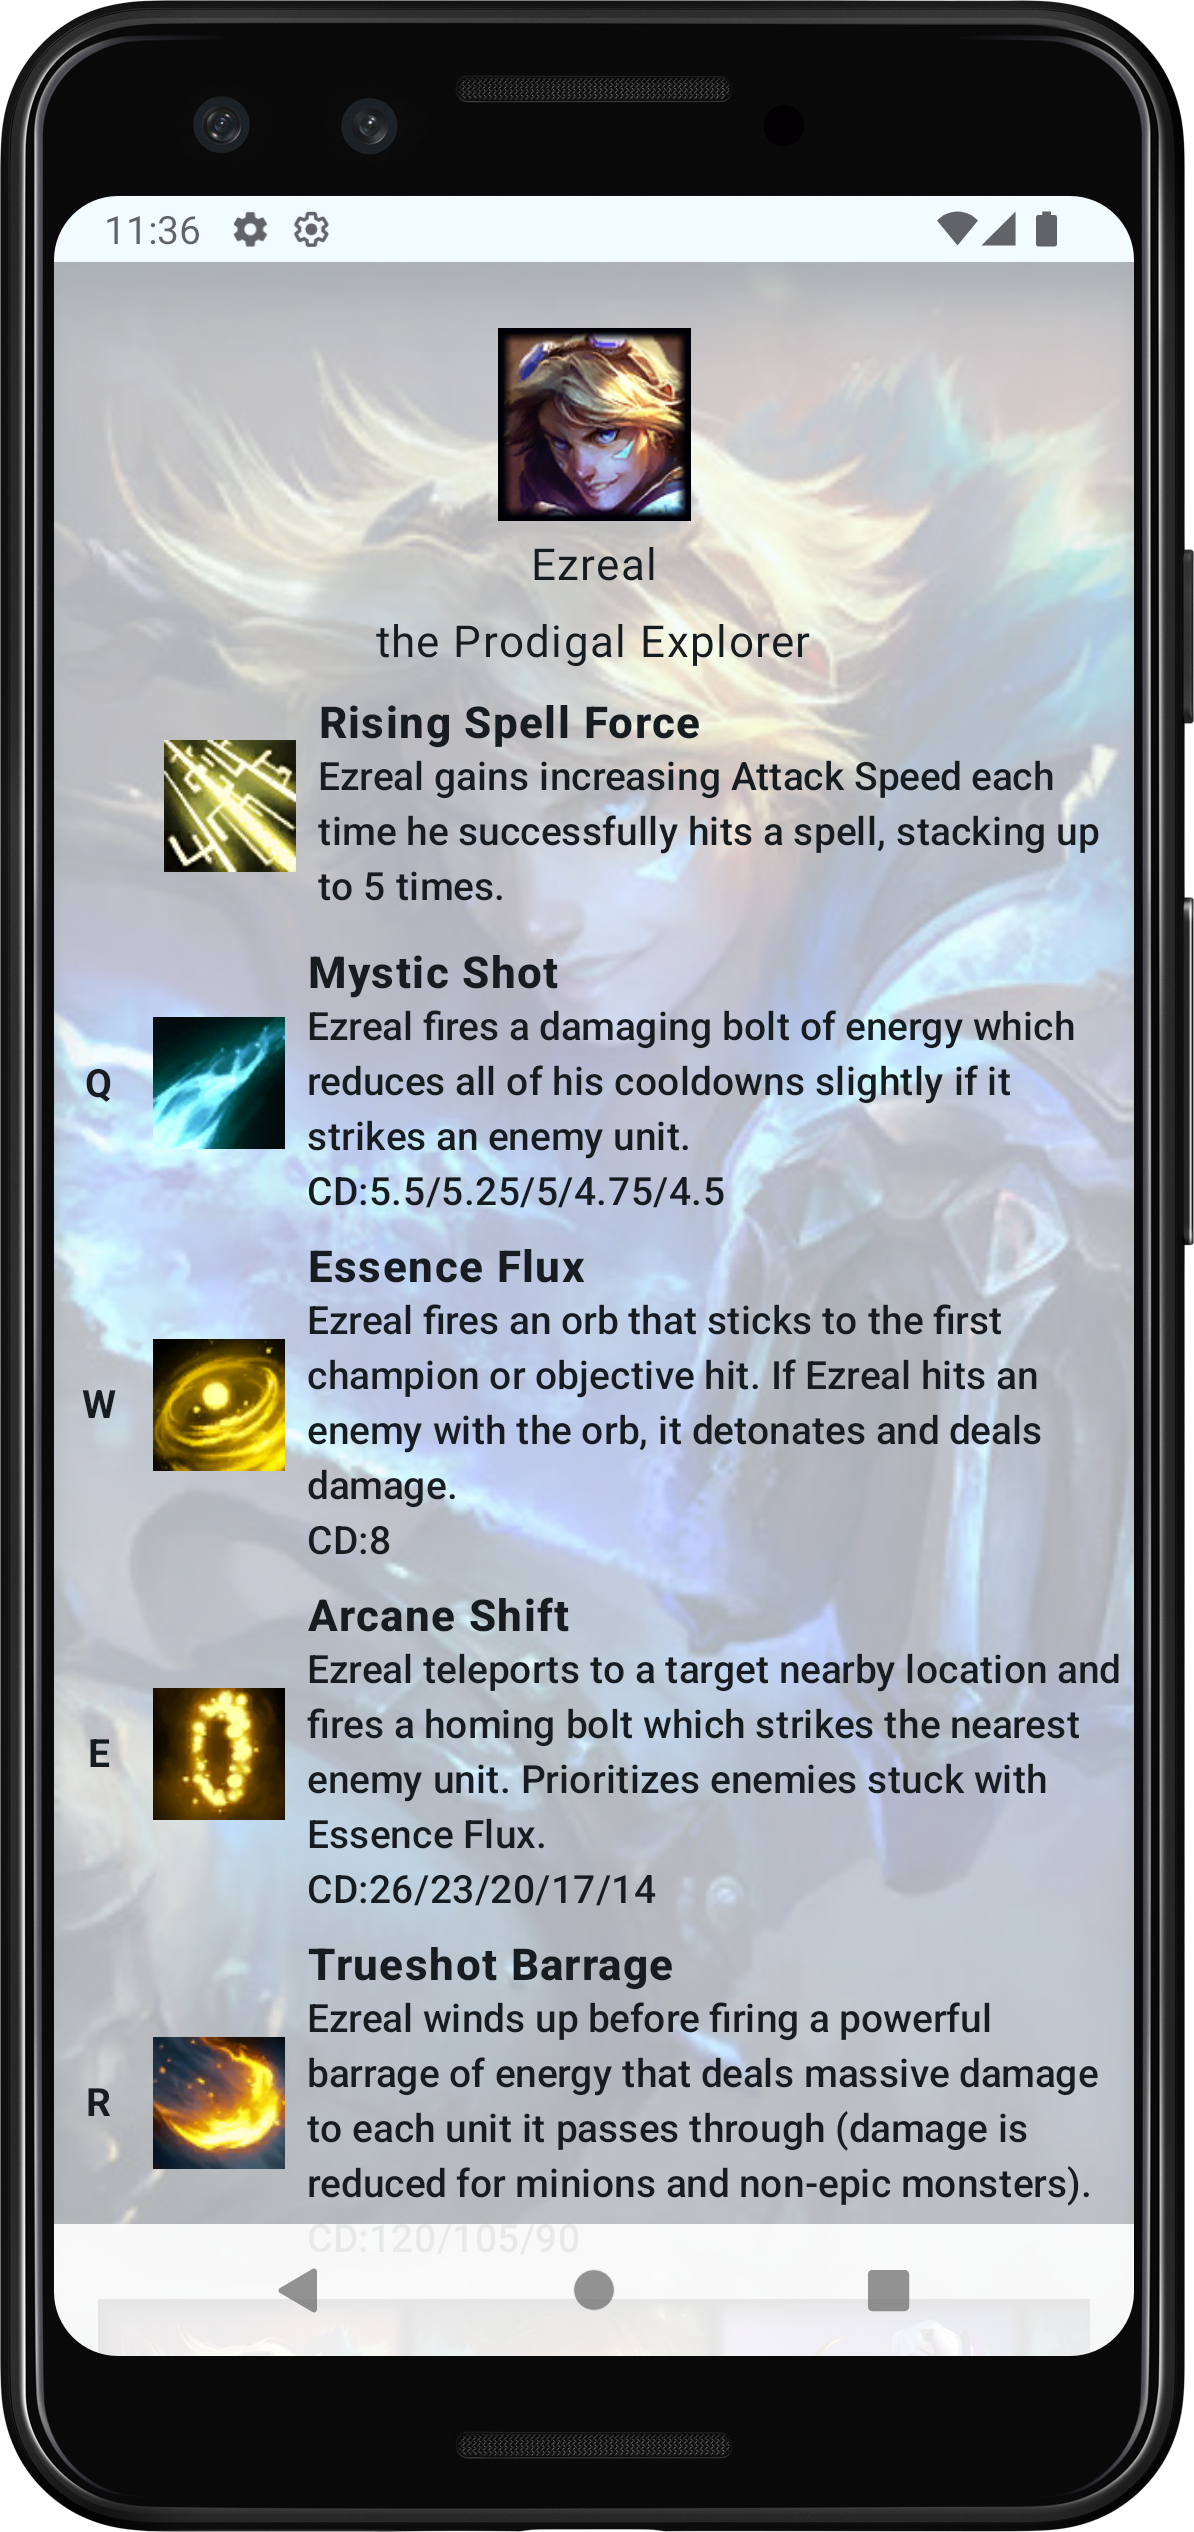 11:36
Ezreal
the Prodigal Explorer
Rising Spell Force
Ezreal gains increasing Attack Speed each
time he successfully hits a spell, stacking up
to 5 times.
Q
Mystic Shot
Ezreal fires a damaging bolt of energy which
reduces all of his cooldowns slightly if it
strikes an enemy unit.
CD:5.5/5.25/5/4.75/4.5
W
Essence Flux
Ezreal fires an orb that sticks to the first
champion or objective hit. If Ezreal hits an
enemy with the orb, it detonates and deals
damage.
CD:8
E
Arcane Shift
Ezreal teleports to a target nearby location and
fires a homing bolt which strikes the nearest
enemy unit. Prioritizes enemies stuck with
Essence Flux.
CD:26/23/20/17/14
R
Trueshot Barrage
Ezreal winds up before firing a powerful
barrage of energy that deals massive damage
to each unit it passes through (damage is
reduced for minions and non-epic monsters).
CD:120/105/90